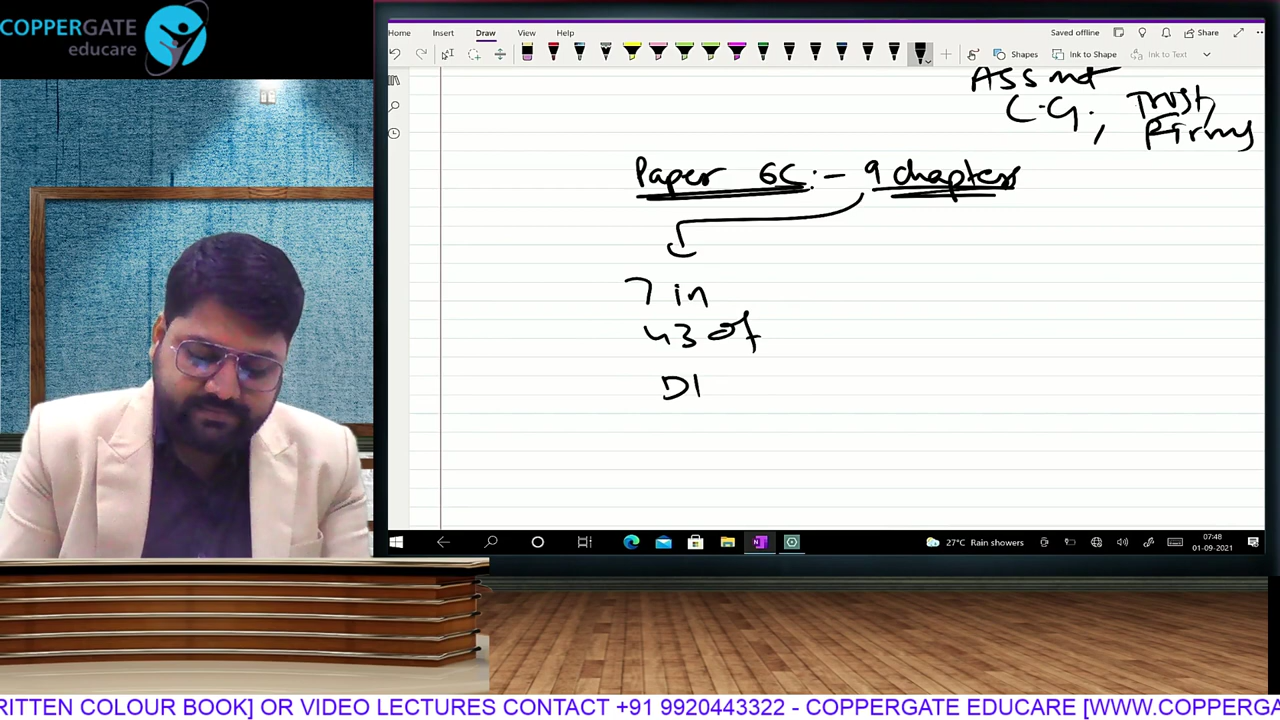 COPPERGATE
educare
Home Insert Draw View Help
Saved offline
Share
Shapes
Ink to Shape
Ink to Text
Ass mt
C.G., Trust,
Firms
Paper 6C :- 9 chapters
7 in
43 of
DI
27°C Rain showers
07:48
01-09-2021
RITTEN COLOUR BOOK] OR VIDEO LECTURES CONTACT +91 9920443322 - COPPERGATE EDUCARE [WWW.COPPERGA